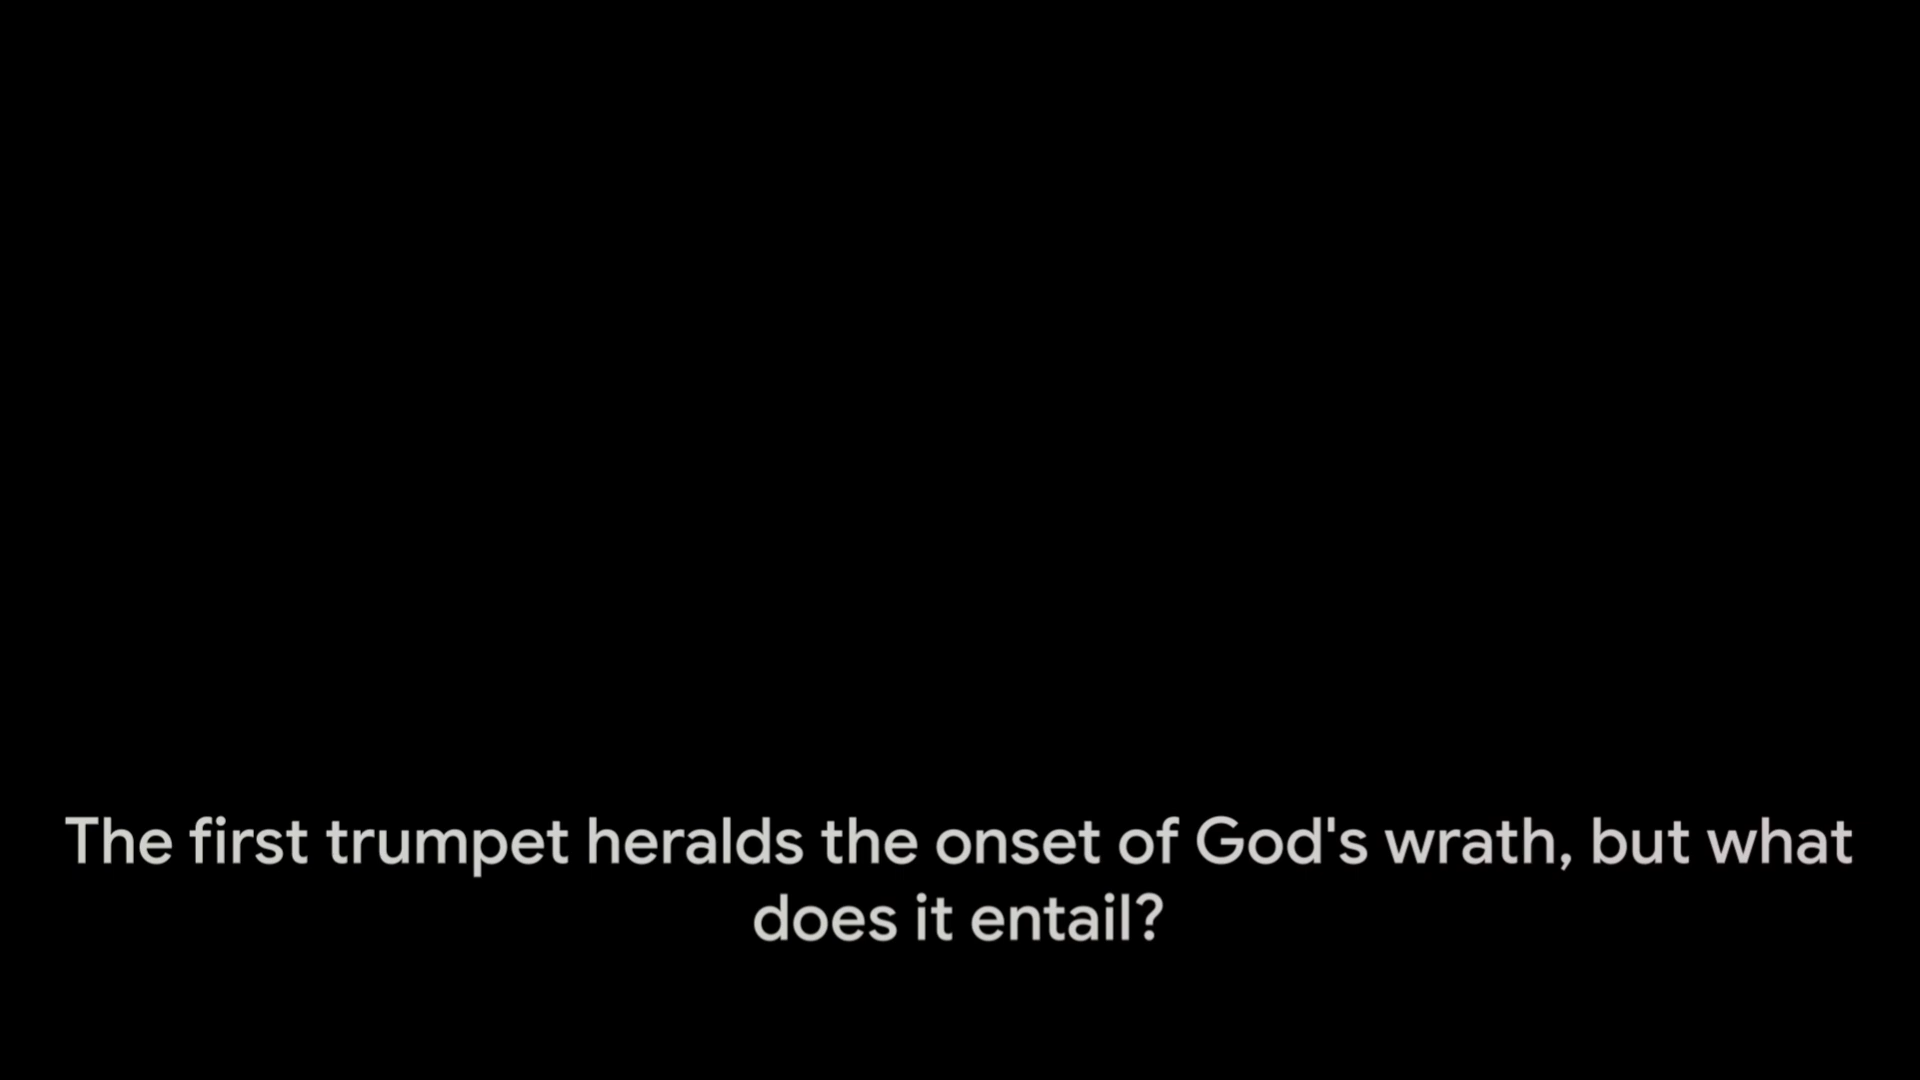 The first trumpet heralds the onset of God's wrath, but what
does it entail?